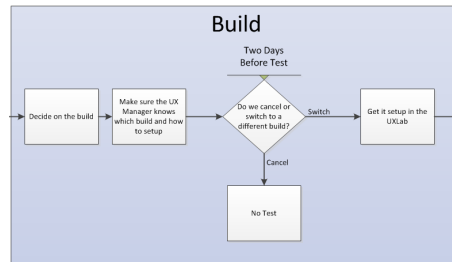 Build
Two Days
Before Test
Decide on the build
Make sure the UX
Manager knows
which build and how
to setup
Do we cancel or
switch to a
different build?
Switch
Get it setup in the
UXLab
Cancel
No Test